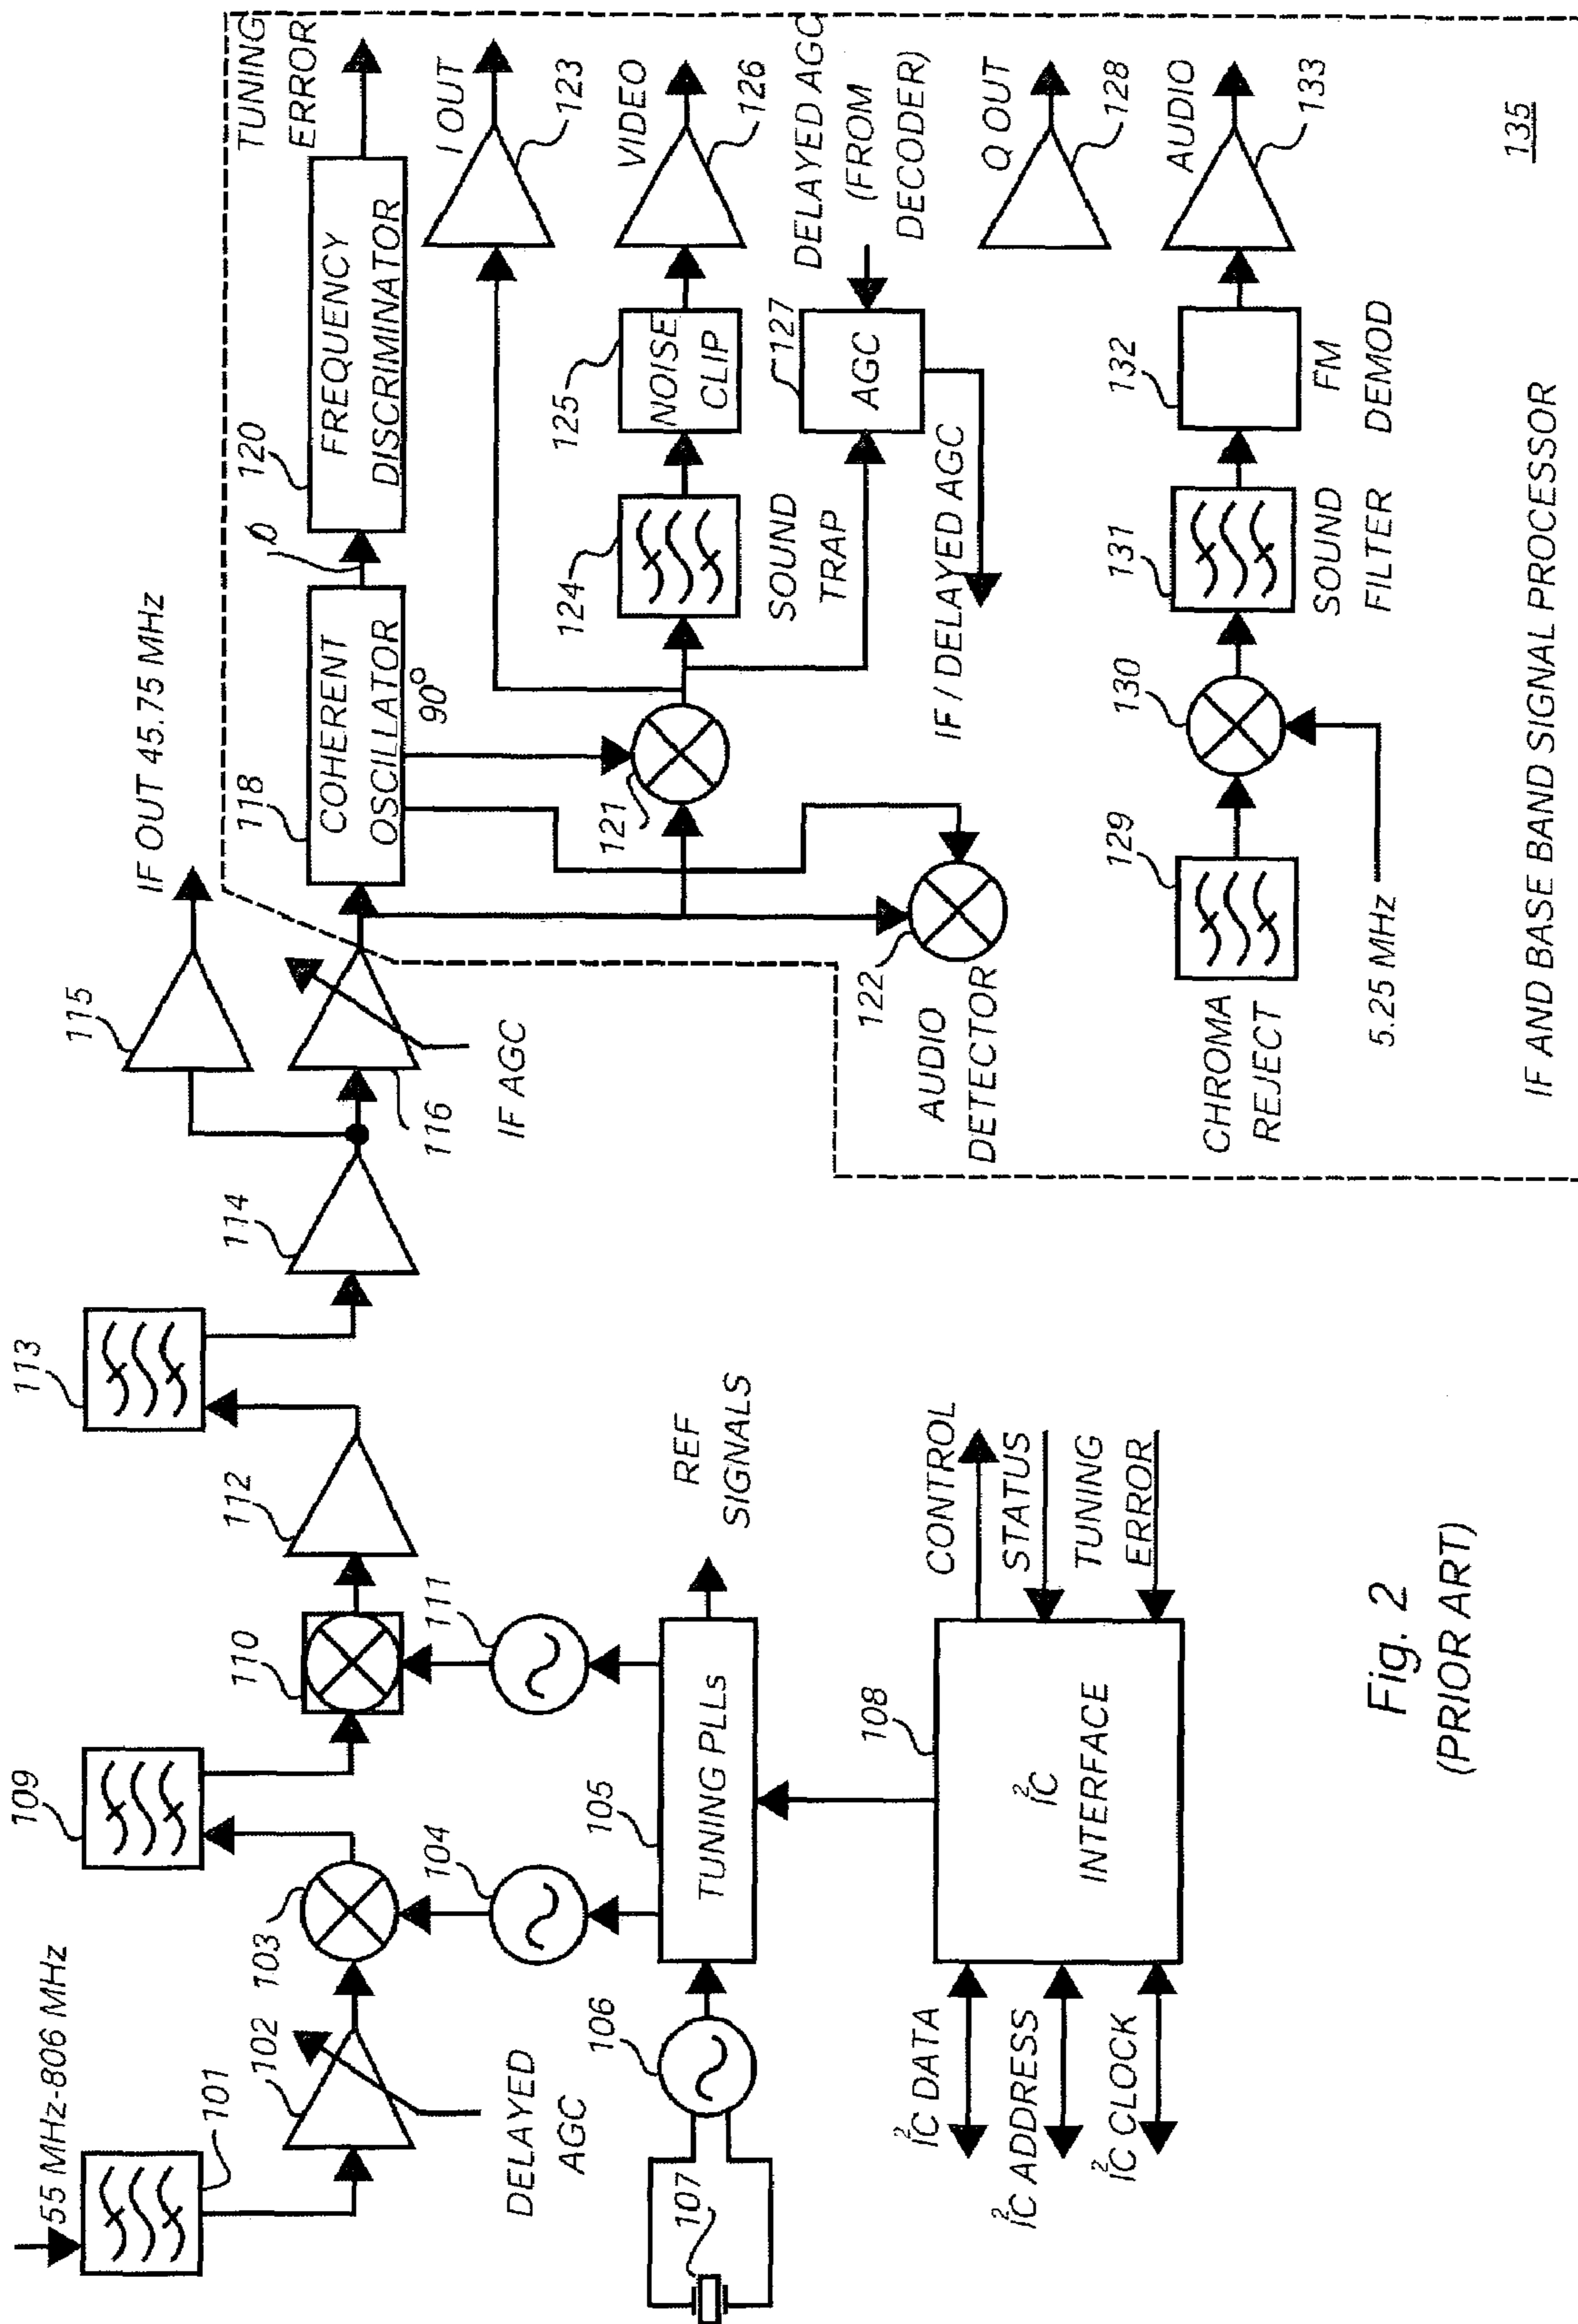 55 MHz-806 MHz
101
102
DELAYED
AGC
103
104
109
110
111
112
113
114
115
IF OUT 45.75 MHz
116
IF AGC
106
107
105
TUNING PLLs
REF
SIGNALS
108
I²C
INTERFACE
I²C DATA
I²C ADDRESS
I²C CLOCK
CONTROL
STATUS
TUNING
ERROR
118
COHERENT
OSCILLATOR
90°
Ø
120
FREQUENCY
DISCRIMINATOR
TUNING
ERROR
I OUT
123
121
124
SOUND
TRAP
125
NOISE
CLIP
VIDEO
126
127
AGC
DELAYED AGC
(FROM
DECODER)
IF / DELAYED AGC
122
AUDIO
DETECTOR
Q OUT
128
129
CHROMA
REJECT
130
5.25 MHz
131
SOUND
FILTER
132
FM
DEMOD
AUDIO
133
135
IF AND BASE BAND SIGNAL PROCESSOR
Fig. 2
(PRIOR ART)